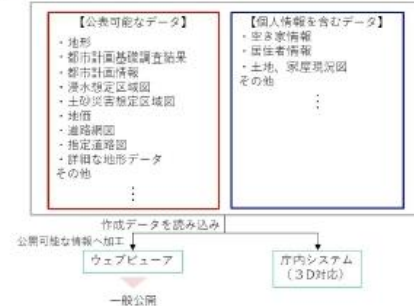 【公表可能なデータ】
・地形
・都市計画基礎調査結果
・都市計画情報
・浸水想定区域図
・土砂災害想定区域図
・地価
・道路網図
・指定道路図
・詳細な地形データ
その他
⋮
【個人情報を含むデータ】
・空き家情報
・居住者情報
・土地、家屋現況図
その他
⋮
作成データを読み込み
公開可能な情報へ加工
ウェブビューア
庁内システム
（３D対応）
一般公開